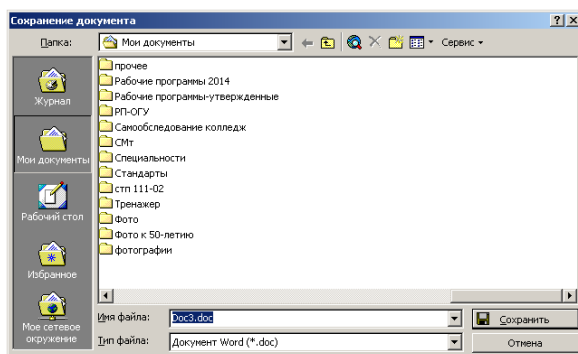 Сохранение документа
Папка:
Мои документы
Сервис
Журнал
Мои документы
Рабочий стол
Избранное
Мое сетевое
окружение
прочее
Рабочие программы 2014
Рабочие программы-утвержденные
РП-ОГУ
Самообследование колледж
СМт
Специальности
Стандарты
стп 111-02
Тренажер
Фото
Фото к 50-летию
фотографии
Имя файла:
Doc3.doc
Сохранить
Тип файла:
Документ Word (*.doc)
Отмена